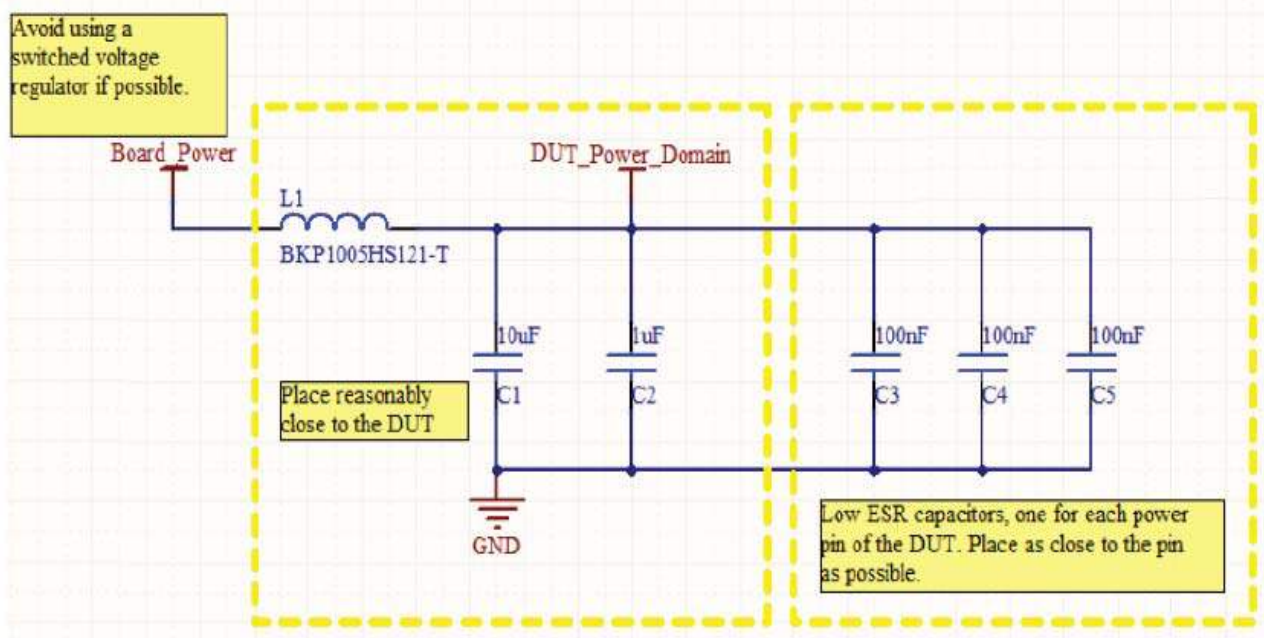 Avoid using a
switched voltage
regulator if possible.
Board_Power
DUT_Power_Domain
L1
BKP1005HS121-T
10uF
1uF
100nF
100nF
100nF
C1
C2
C3
C4
C5
Place reasonably
close to the DUT
GND
Low ESR capacitors, one for each power
pin of the DUT. Place as close to the pin
as possible.